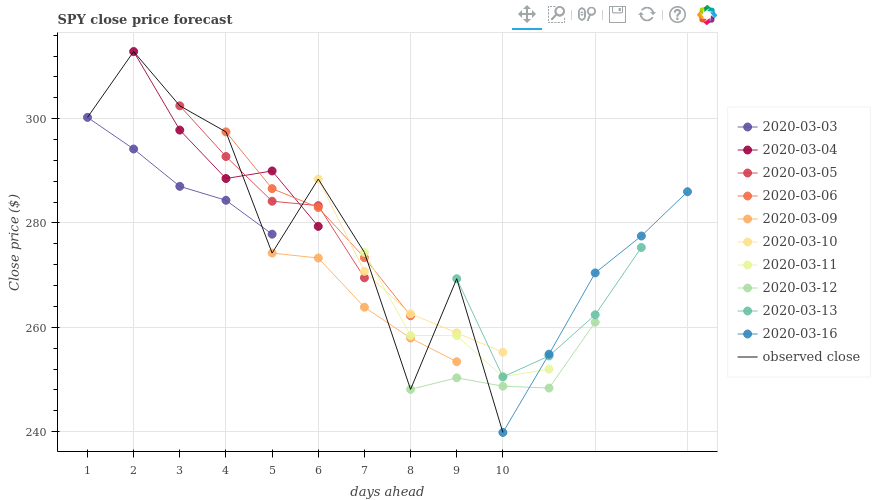 SPY close price forecast
Close price ($)
300
280
260
240
1 2 3 4 5 6 7 8 9 10
days ahead
2020-03-03
2020-03-04
2020-03-05
2020-03-06
2020-03-09
2020-03-10
2020-03-11
2020-03-12
2020-03-13
2020-03-16
observed close